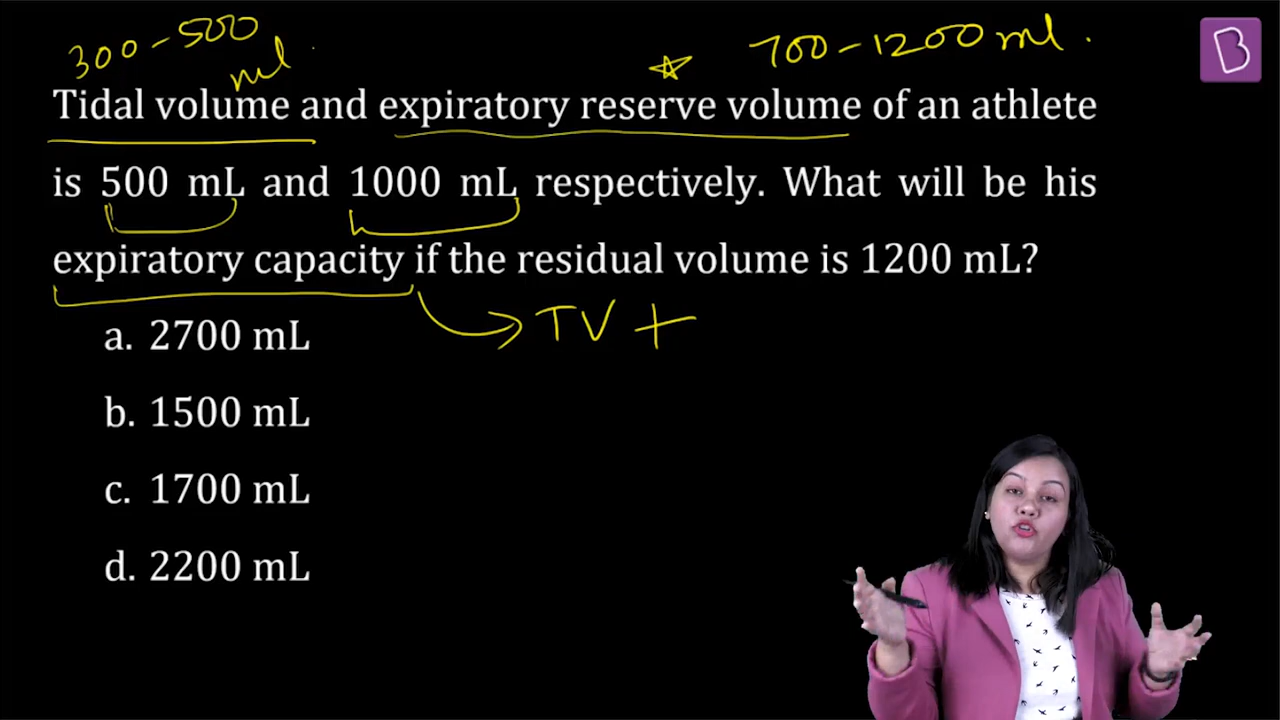 300-500 ml
700-1200 ml.
Tidal volume and expiratory reserve volume of an athlete
is 500 mL and 1000 mL respectively. What will be his
expiratory capacity if the residual volume is 1200 mL?
TV +
a. 2700 mL
b. 1500 mL
c. 1700 mL
d. 2200 mL
B